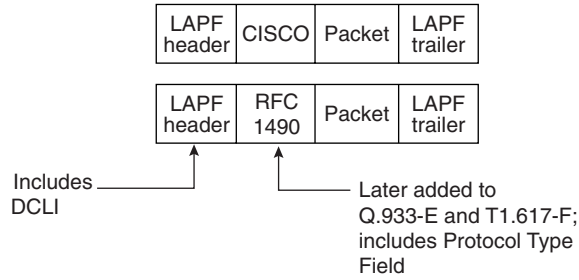 LAPF header CISCO Packet LAPF trailer
LAPF header RFC 1490 Packet LAPF trailer
Includes
DCLI
Later added to
Q.933-E and T1.617-F;
includes Protocol Type
Field